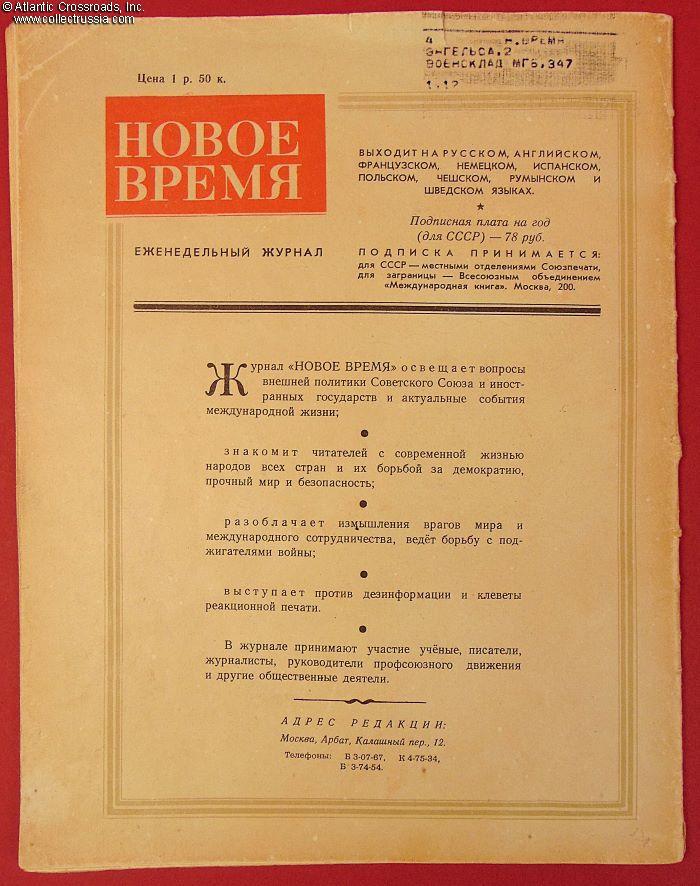 © Atlantic Crossroads, Inc.
www.collectrussia.com
4 Н.ВРЕМЯ
ЭНГЕЛЬСА,2
ВОЕНСКЛАД МГБ,347
1.12
Цена 1 р. 50 к.
НОВОЕ
ВРЕМЯ
ЕЖЕНЕДЕЛЬНЫЙ ЖУРНАЛ
ВЫХОДИТ НА РУССКОМ, АНГЛИЙСКОМ,
ФРАНЦУЗСКОМ, НЕМЕЦКОМ, ИСПАНСКОМ,
ПОЛЬСКОМ, ЧЕШСКОМ, РУМЫНСКОМ И
ШВЕДСКОМ ЯЗЫКАХ.
★
Подписная плата на год
(для СССР) — 78 руб.
ПОДПИСКА ПРИНИМАЕТСЯ:
для СССР — местными отделениями Союзпечати,
для заграницы — Всесоюзным объединением
«Международная книга». Москва, 200.
Журнал «НОВОЕ ВРЕМЯ» освещает вопросы
внешней политики Советского Союза и иност-
ранных государств и актуальные события
международной жизни;
●
знакомит читателей с современной жизнью
народов всех стран и их борьбой за демократию,
прочный мир и безопасность;
●
разоблачает измышления врагов мира и
международного сотрудничества, ведёт борьбу с под-
жигателями войны;
●
выступает против дезинформации и клеветы
реакционной печати.
●
В журнале принимают участие учёные, писатели,
журналисты, руководители профсоюзного движения
и другие общественные деятели.
АДРЕС РЕДАКЦИИ:
Москва, Арбат, Калашный пер., 12.
Телефоны: Б 3-07-67, К 4-75-34,
Б 3-74-54.